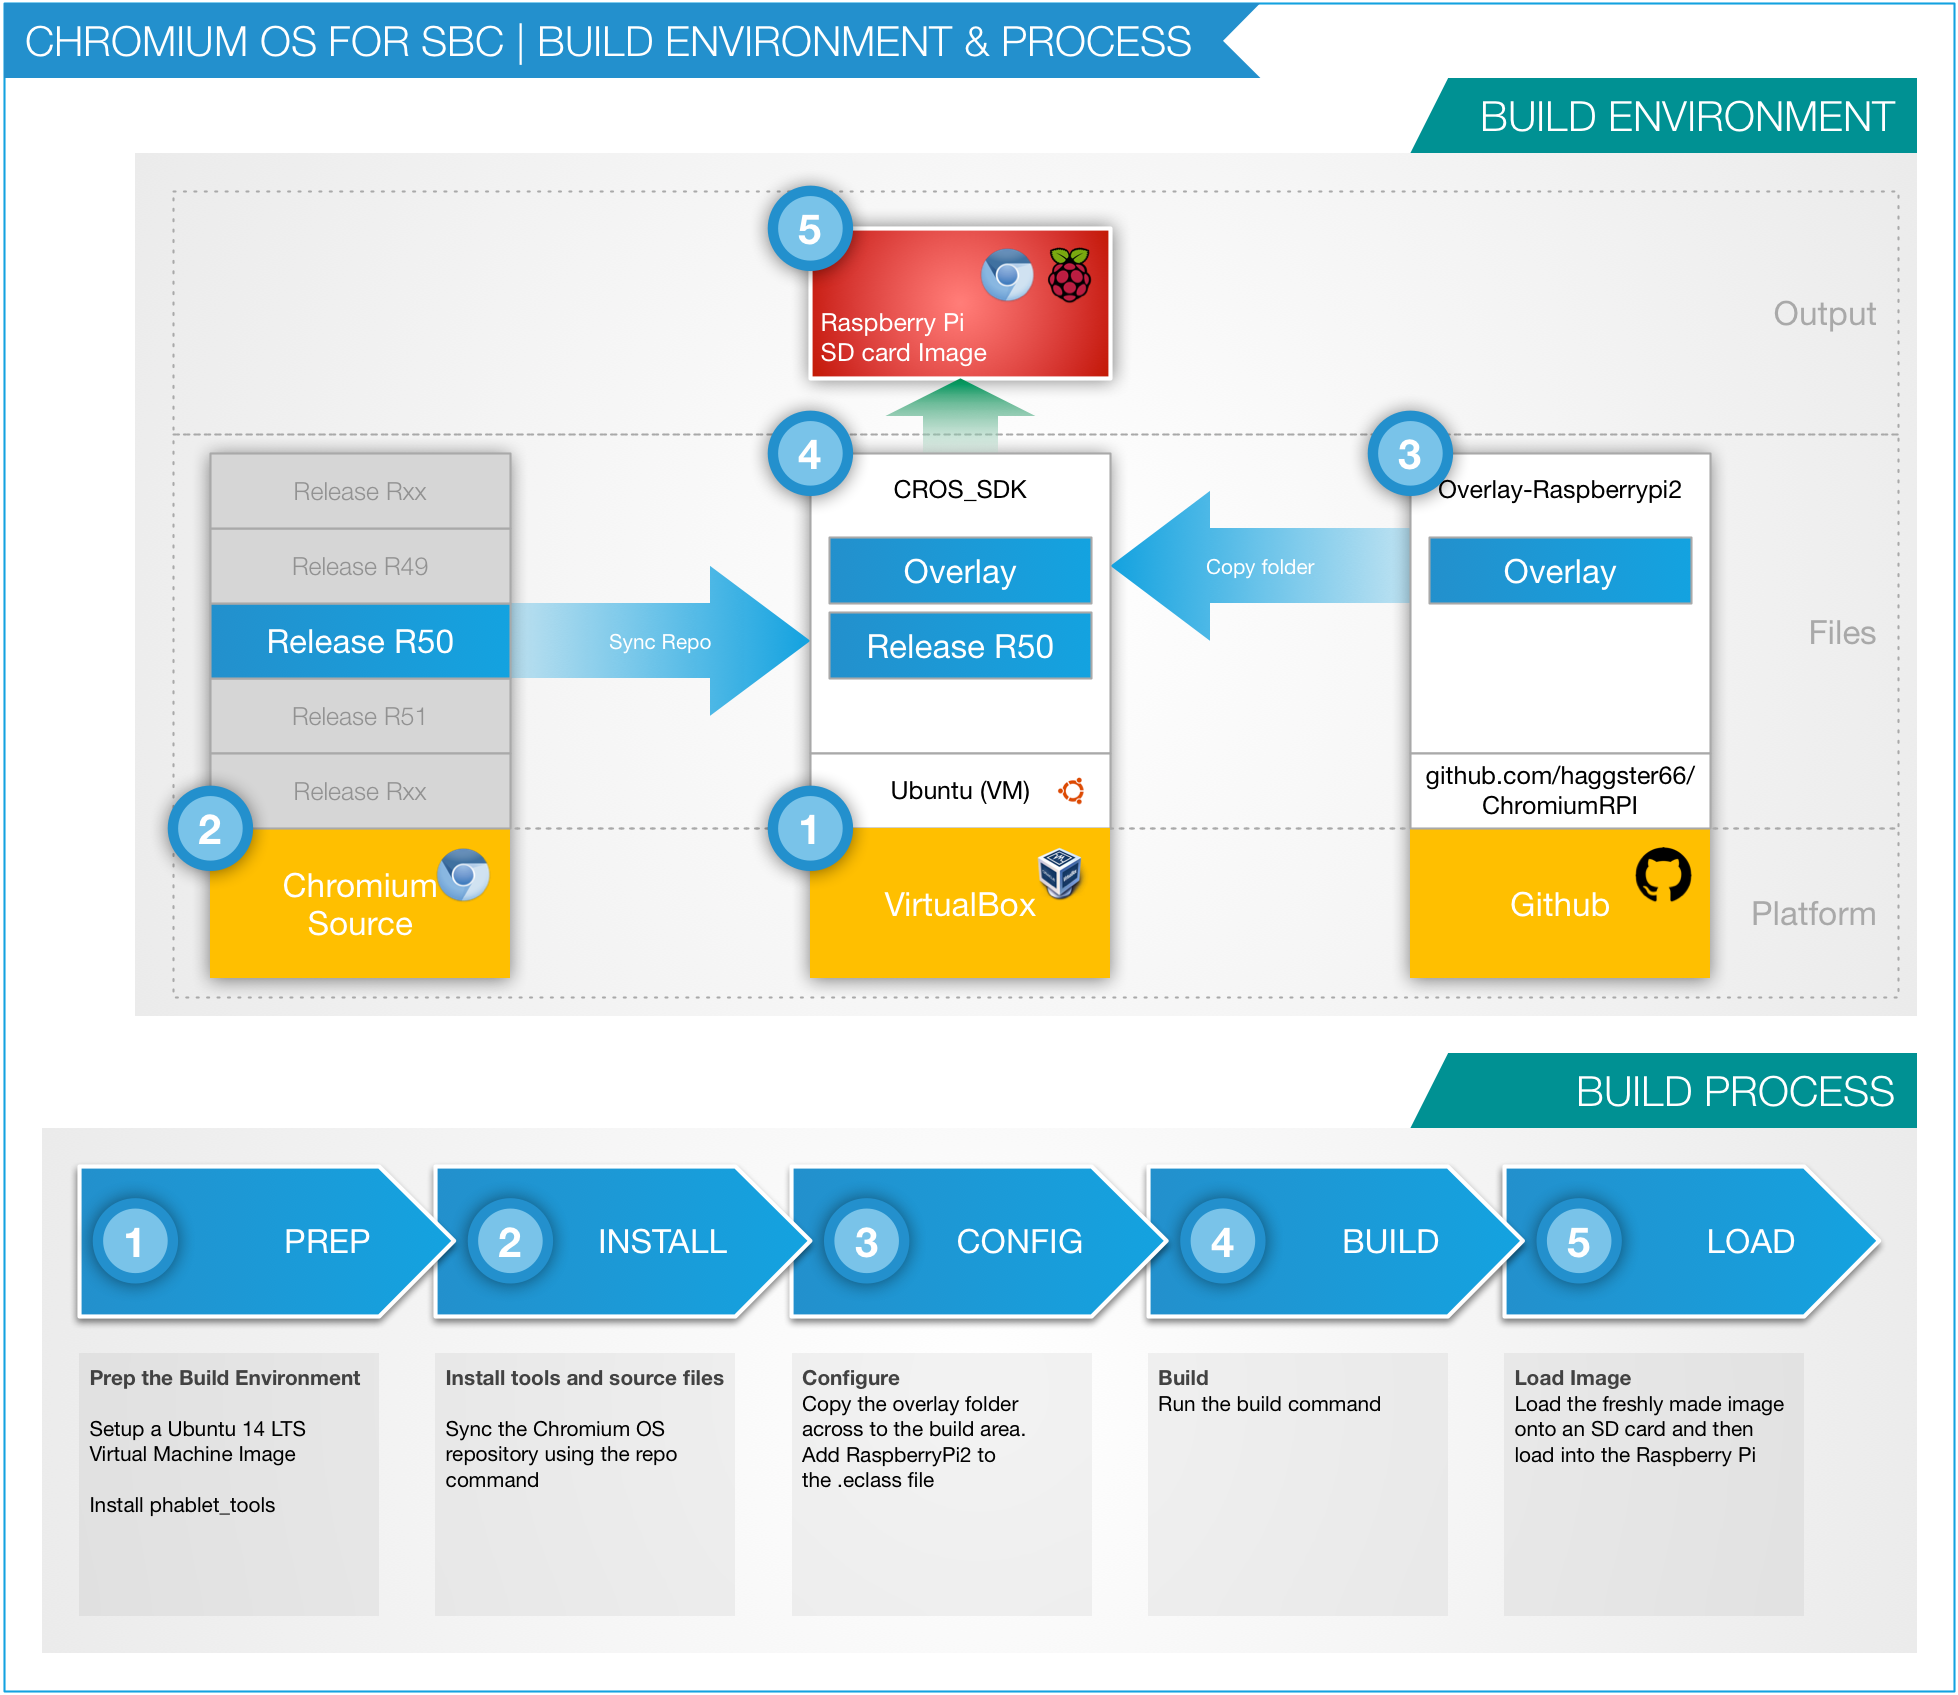 CHROMIUM OS FOR SBC | BUILD ENVIRONMENT & PROCESS
BUILD ENVIRONMENT
5
Raspberry Pi
SD card Image
Output
2
Release Rxx
Release R49
Release R50
Release R51
Release Rxx
Chromium
Source
Sync Repo
4
CROS_SDK
Overlay
Release R50
1
Ubuntu (VM)
VirtualBox
Copy folder
3
Overlay-Raspberrypi2
Overlay
github.com/haggster66/
ChromiumRPI
Github
Files
Platform
BUILD PROCESS
1
PREP
2
INSTALL
3
CONFIG
4
BUILD
5
LOAD
Prep the Build Environment
Setup a Ubuntu 14 LTS
Virtual Machine Image
Install phablet_tools
Install tools and source files
Sync the Chromium OS
repository using the repo
command
Configure
Copy the overlay folder
across to the build area.
Add RaspberryPi2 to
the .eclass file
Build
Run the build command
Load Image
Load the freshly made image
onto an SD card and then
load into the Raspberry Pi